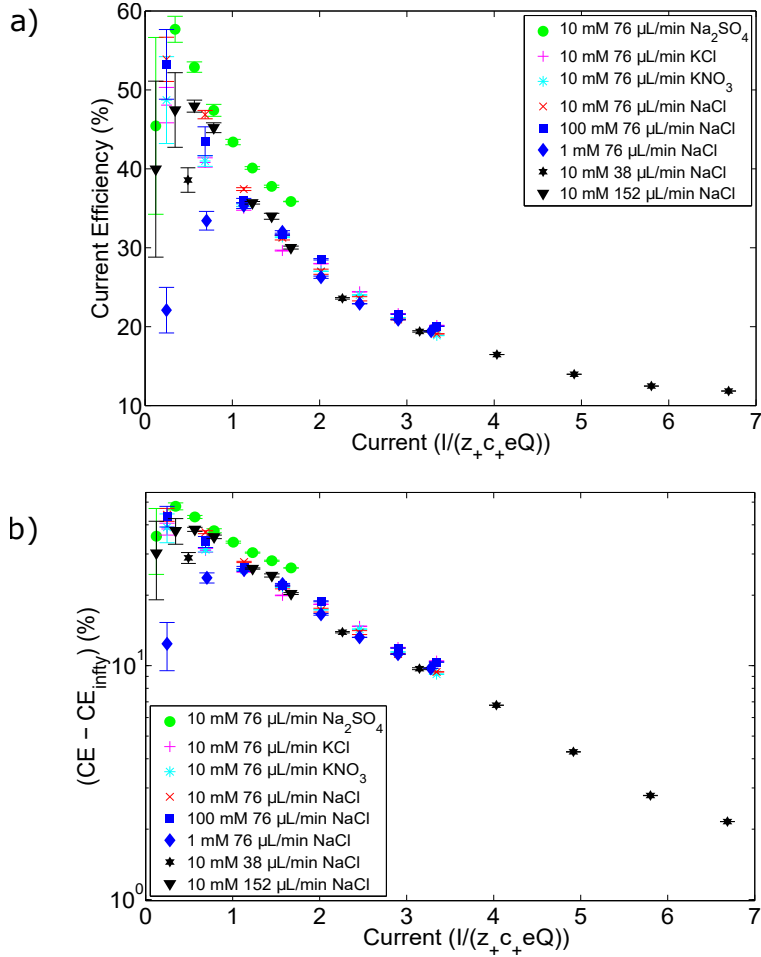 a)
60
50
40
30
20
10
Current Efficiency (%)
0 1 2 3 4 5 6 7
Current (I/(z₊c₊eQ))
10 mM 76 µL/min Na₂SO₄
10 mM 76 µL/min KCl
10 mM 76 µL/min KNO₃
10 mM 76 µL/min NaCl
100 mM 76 µL/min NaCl
1 mM 76 µL/min NaCl
10 mM 38 µL/min NaCl
10 mM 152 µL/min NaCl
b)
10¹
10⁰
(CE − CE_infty) (%)
0 1 2 3 4 5 6 7
Current (I/(z₊c₊eQ))
10 mM 76 µL/min Na₂SO₄
10 mM 76 µL/min KCl
10 mM 76 µL/min KNO₃
10 mM 76 µL/min NaCl
100 mM 76 µL/min NaCl
1 mM 76 µL/min NaCl
10 mM 38 µL/min NaCl
10 mM 152 µL/min NaCl